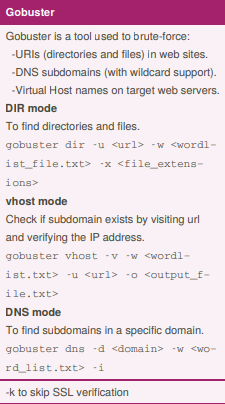 Gobuster
Gobuster is a tool used to brute-force:
-URIs (directories and files) in web sites.
-DNS subdomains (with wildcard support).
-Virtual Host names on target web servers.
DIR mode
To find directories and files.
gobuster dir -u <url> -w <wordl-
ist_file.txt> -x <file_extens-
ions>
vhost mode
Check if subdomain exists by visiting url
and verifying the IP address.
gobuster vhost -v -w <wordl-
ist.txt> -u <url> -o <output_f-
ile.txt>
DNS mode
To find subdomains in a specific domain.
gobuster dns -d <domain> -w <wo-
rd_list.txt> -i
-k to skip SSL verification